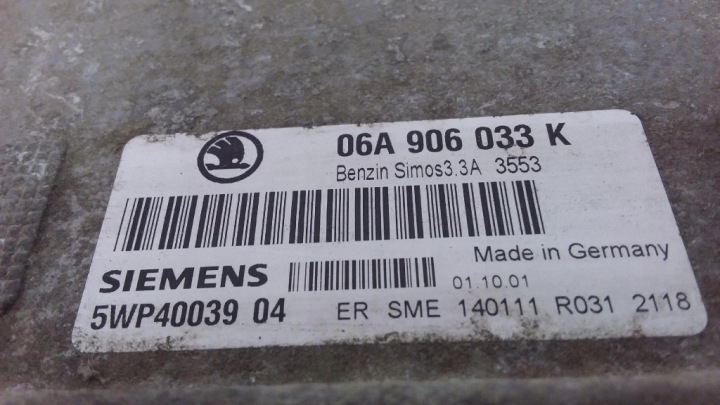 06A 906 033 K
Benzin Simos3.3A 3553
Made in Germany
SIEMENS 01.10.01
5WP40039 04 ER SME 140111 R031 2118